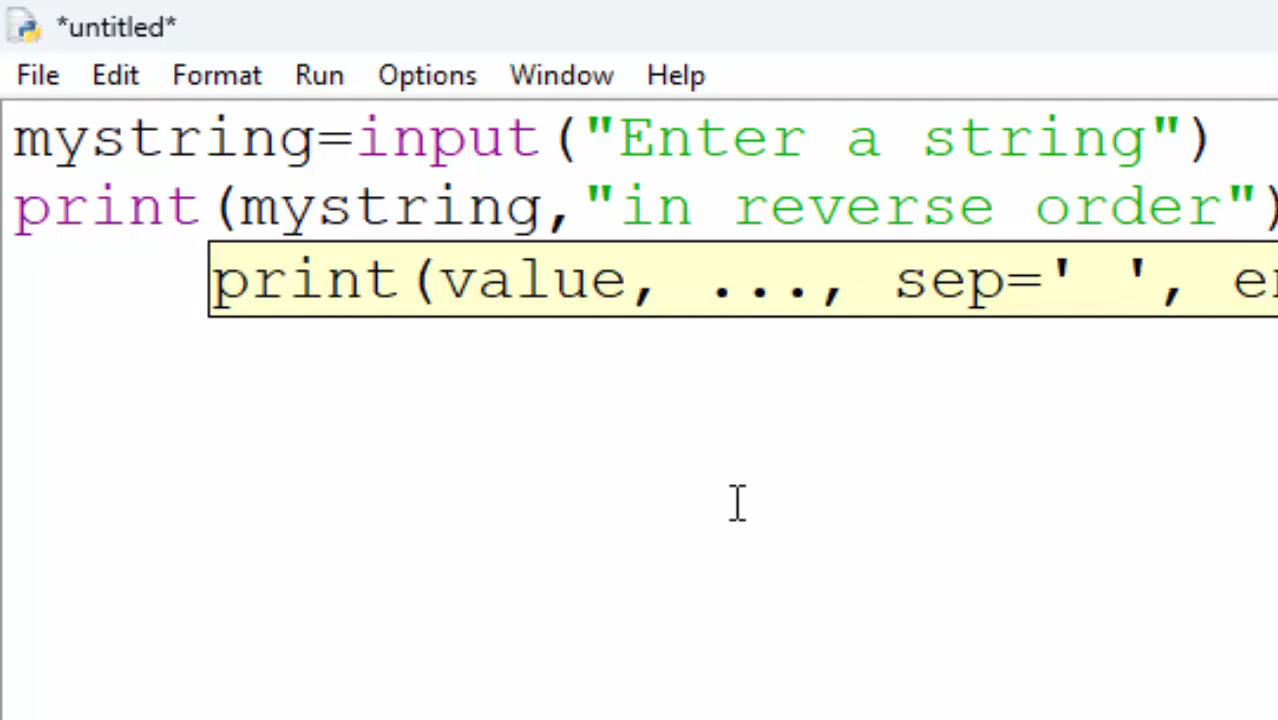 *untitled*
File Edit Format Run Options Window Help
mystring=input("Enter a string")
print(mystring,"in reverse order")
print(value, ..., sep=' ', e